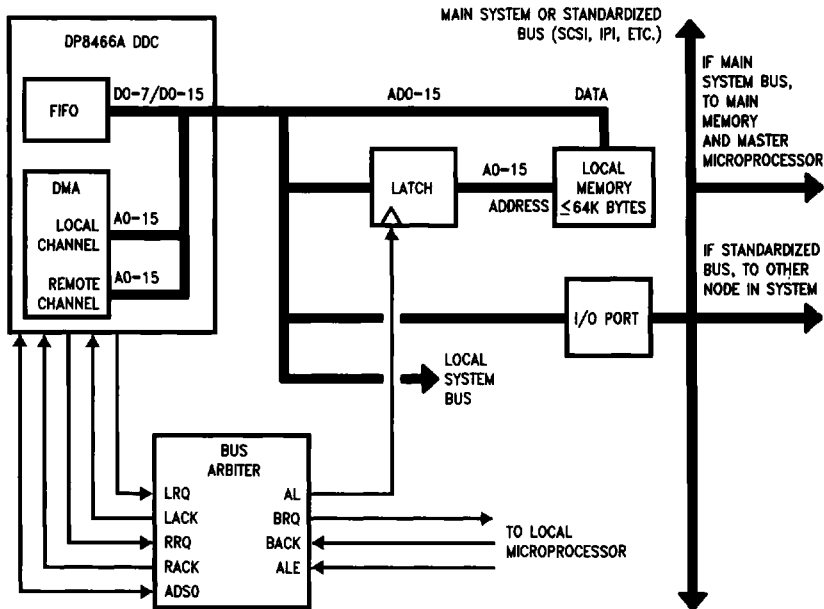 MAIN SYSTEM OR STANDARDIZED
BUS (SCSI, IPI, ETC.)
DP8466A DDC
FIFO
D0-7/D0-15
AD0-15
DATA
IF MAIN
SYSTEM BUS,
TO MAIN
MEMORY
AND MASTER
MICROPROCESSOR
DMA
LOCAL
CHANNEL
A0-15
REMOTE
CHANNEL
A0-15
LATCH
A0-15
ADDRESS
LOCAL
MEMORY
≤64K BYTES
IF STANDARDIZED
BUS, TO OTHER
NODE IN SYSTEM
I/O PORT
LOCAL
SYSTEM
BUS
BUS
ARBITER
LRQ
LACK
RRQ
RACK
ADS0
AL
BRQ
BACK
ALE
TO LOCAL
MICROPROCESSOR